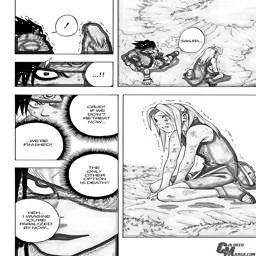 !
SAKURA...
...!!
CRUD! IF
WE DON'T
RETREAT
NOW...
...WE'RE
FINISHED!
THE
ONLY
OTHER
OPTION
IS DEATH!!
HEH...
I IMAGINE
YOU'RE
PARALYZED
BY NOW...
COLORED
MANGA.COM